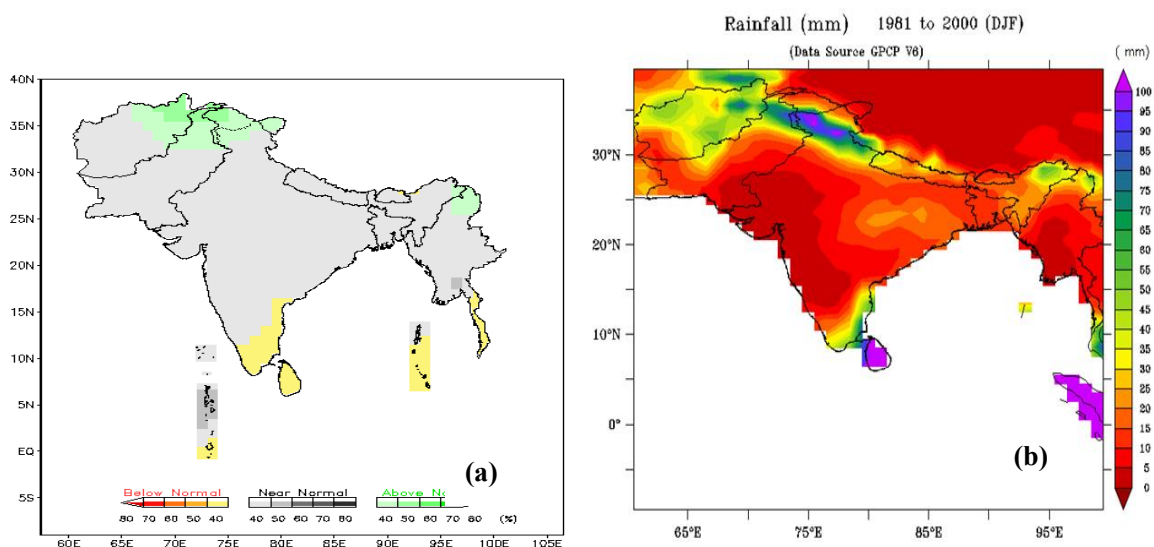 40N
35N
30N
25N
20N
15N
10N
5N
EQ
5S
60E 65E 70E 75E 80E 85E 90E 95E 100E 105E
Below Normal
80 70 60 50 40
Near Normal
40 50 60 70 80
Above No
40 50 60 70 80 (%)
(a)
Rainfall (mm) 1981 to 2000 (DJF)
(Data Source GPCP V6)
(mm)
30°N
20°N
10°N
0°
65°E 75°E 85°E 95°E
100
95
90
85
80
75
70
65
60
55
50
45
40
35
30
25
20
15
10
5
0
(b)